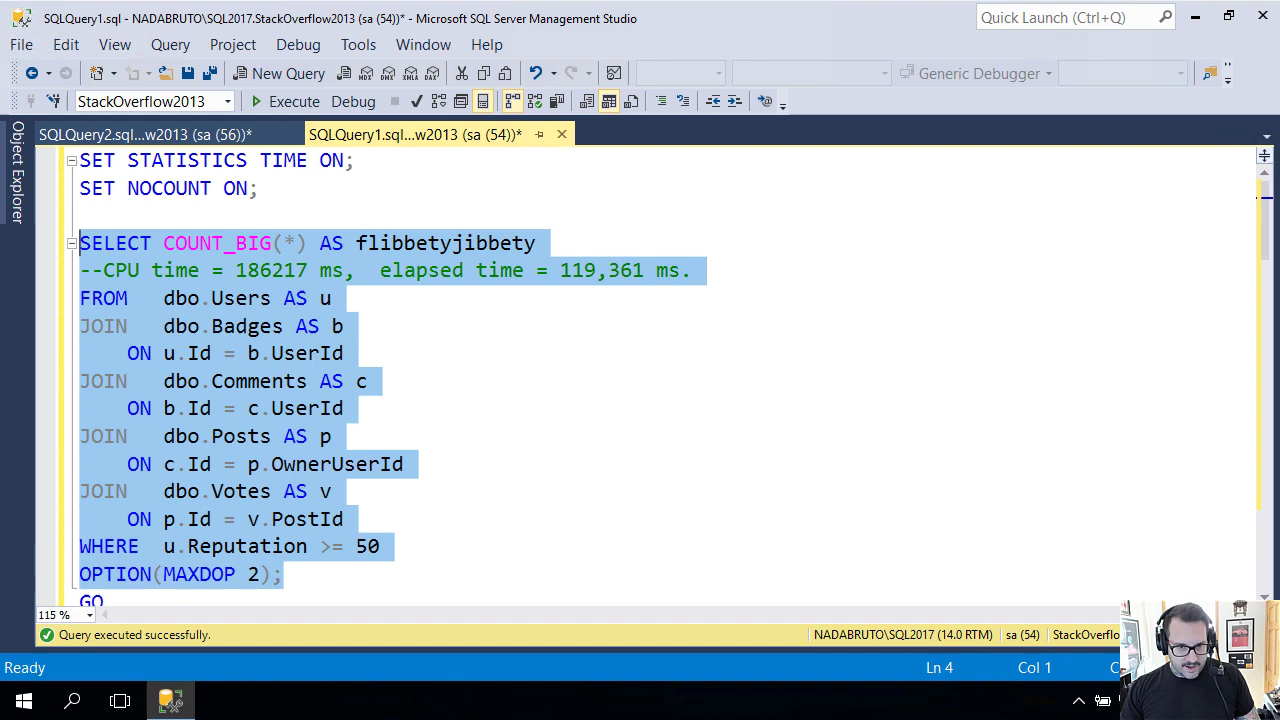 SQLQuery1.sql - NADABRUTO\SQL2017.StackOverflow2013 (sa (54))* - Microsoft SQL Server Management Studio
Quick Launch (Ctrl+Q)
File Edit View Query Project Debug Tools Window Help
New Query
Generic Debugger
StackOverflow2013
Execute Debug
SQLQuery2.sql...w2013 (sa (56))*
SQLQuery1.sql...w2013 (sa (54))*
Object Explorer
SET STATISTICS TIME ON;
SET NOCOUNT ON;
SELECT COUNT_BIG(*) AS flibbetyjibbety
--CPU time = 186217 ms,  elapsed time = 119,361 ms.
FROM   dbo.Users AS u
JOIN   dbo.Badges AS b
    ON u.Id = b.UserId
JOIN   dbo.Comments AS c
    ON b.Id = c.UserId
JOIN   dbo.Posts AS p
    ON c.Id = p.OwnerUserId
JOIN   dbo.Votes AS v
    ON p.Id = v.PostId
WHERE  u.Reputation >= 50
OPTION(MAXDOP 2);
GO
115 %
Query executed successfully.
NADABRUTO\SQL2017 (14.0 RTM)
sa (54)
StackOverflo
Ready
Ln 4
Col 1
C